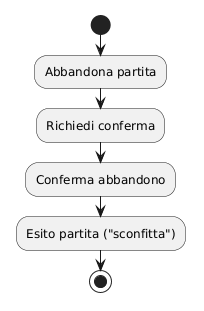 Abbandona partita
Richiedi conferma
Conferma abbandono
Esito partita ("sconfitta")